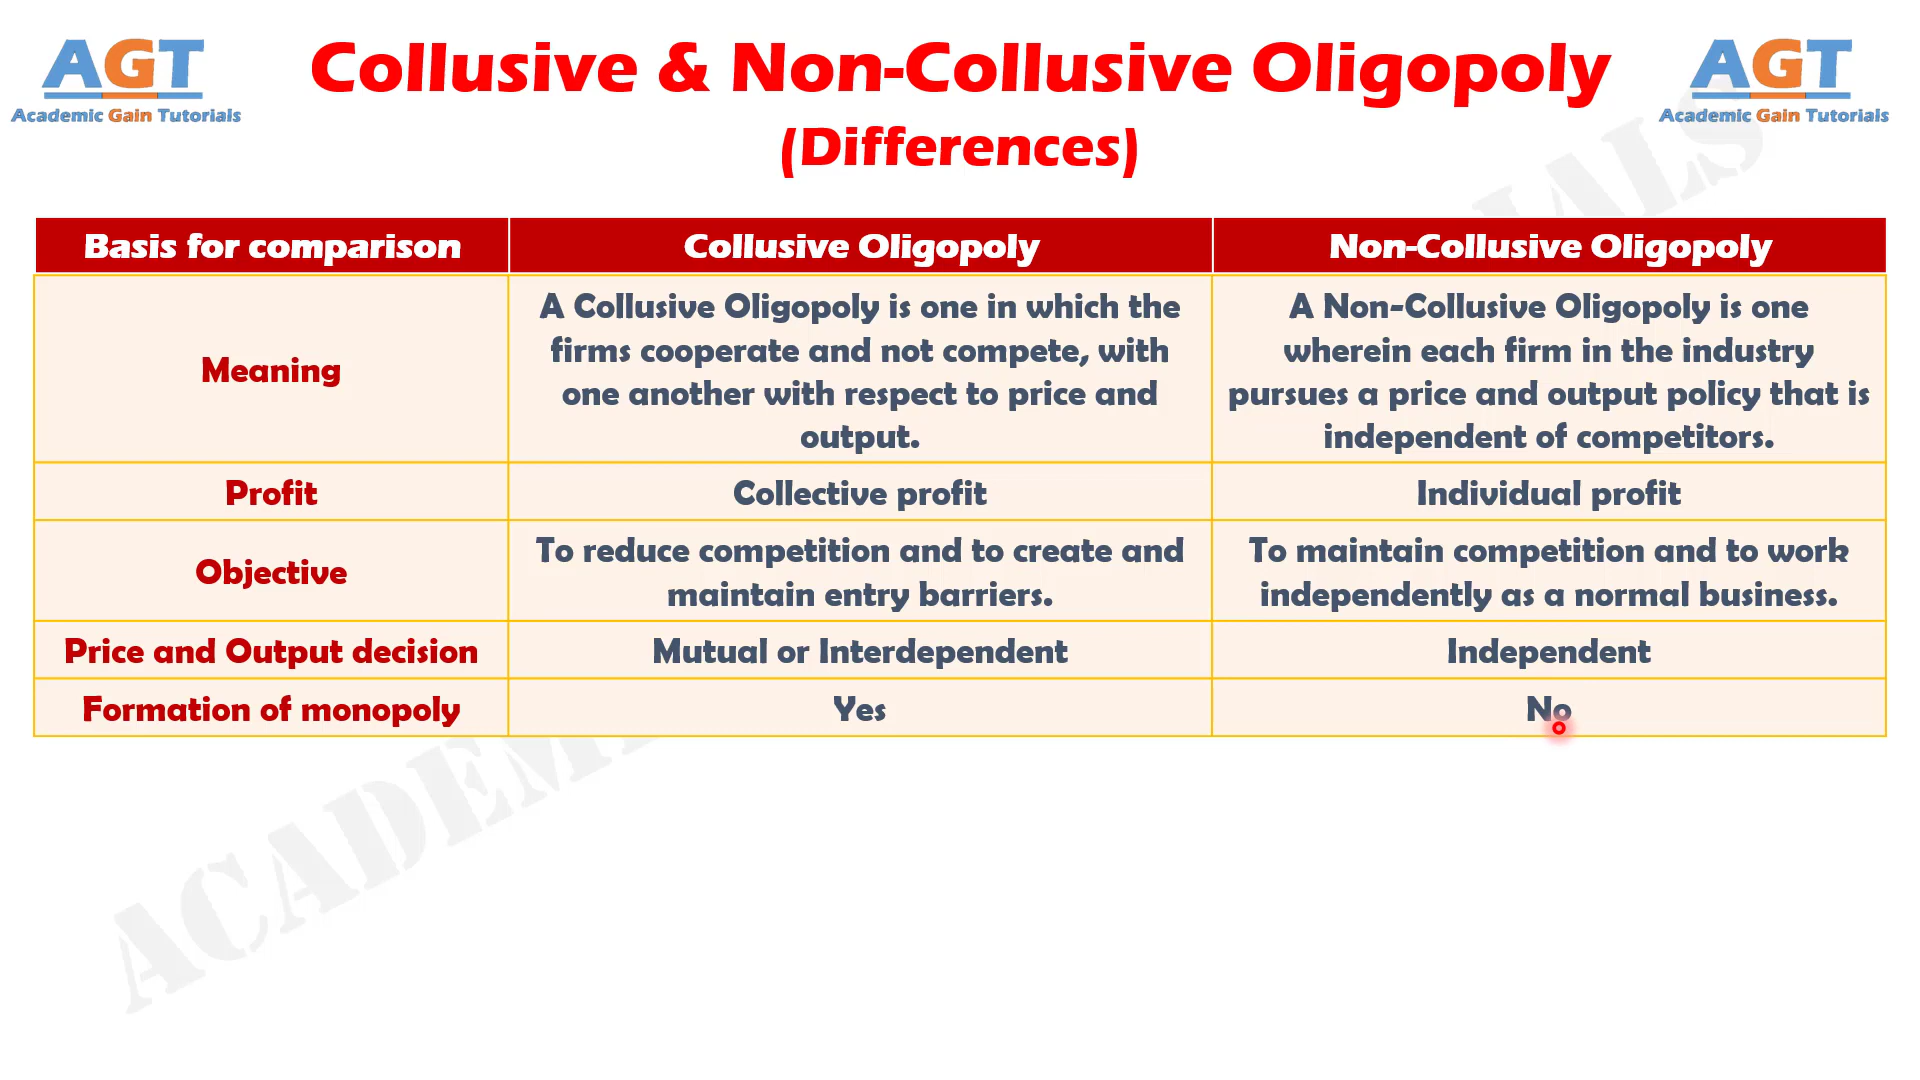 AGT
Academic Gain Tutorials
Collusive & Non-Collusive Oligopoly
(Differences)
AGT
Academic Gain Tutorials
Basis for comparison
Collusive Oligopoly
Non-Collusive Oligopoly
Meaning
A Collusive Oligopoly is one in which the
firms cooperate and not compete, with
one another with respect to price and
output.
A Non-Collusive Oligopoly is one
wherein each firm in the industry
pursues a price and output policy that is
independent of competitors.
Profit
Collective profit
Individual profit
Objective
To reduce competition and to create and
maintain entry barriers.
To maintain competition and to work
independently as a normal business.
Price and Output decision
Mutual or Interdependent
Independent
Formation of monopoly
Yes
No